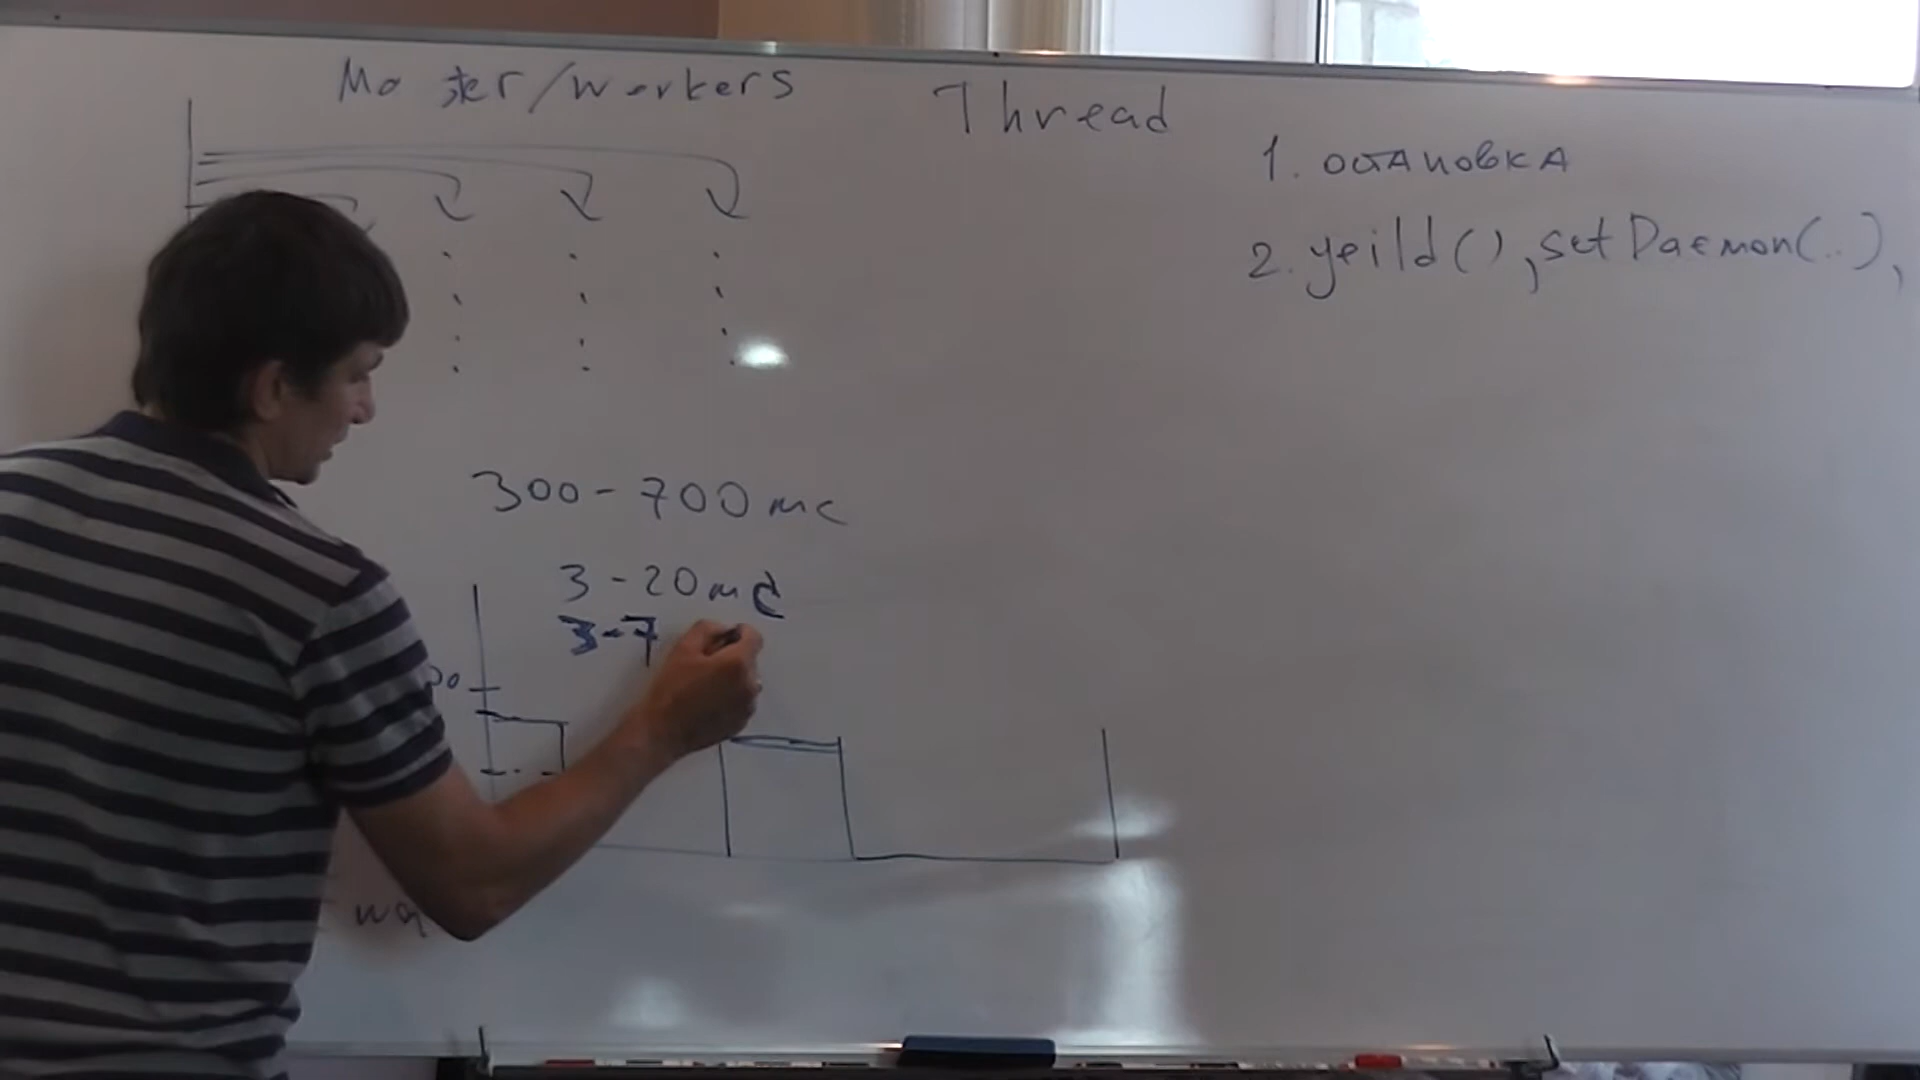 Master/workers
Thread
1. остановка
2. yeild(), setDaemon(..),
300-700мс
3-20мс
3-7